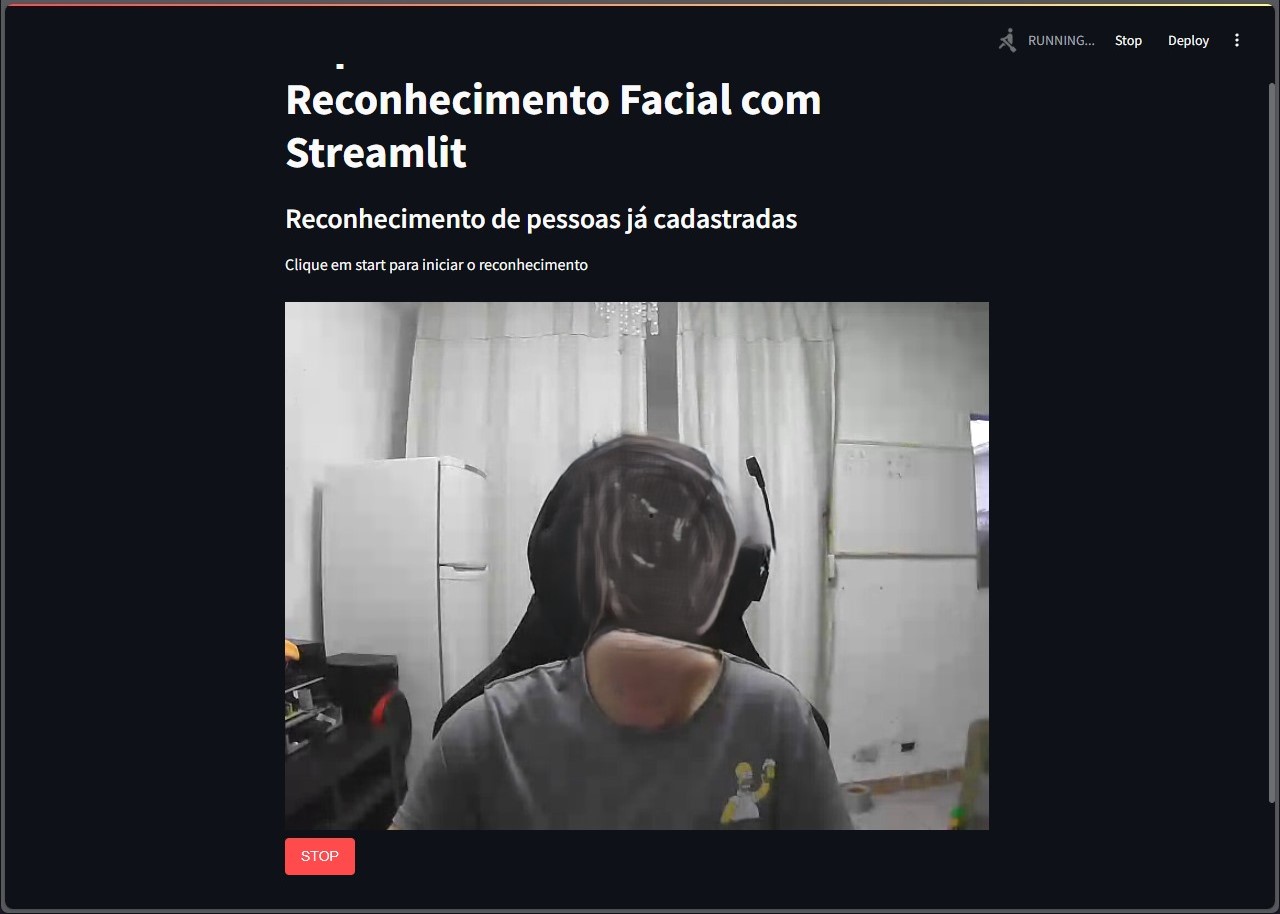 RUNNING...
Stop
Deploy
Reconhecimento Facial com
Streamlit
Reconhecimento de pessoas já cadastradas
Clique em start para iniciar o reconhecimento
STOP